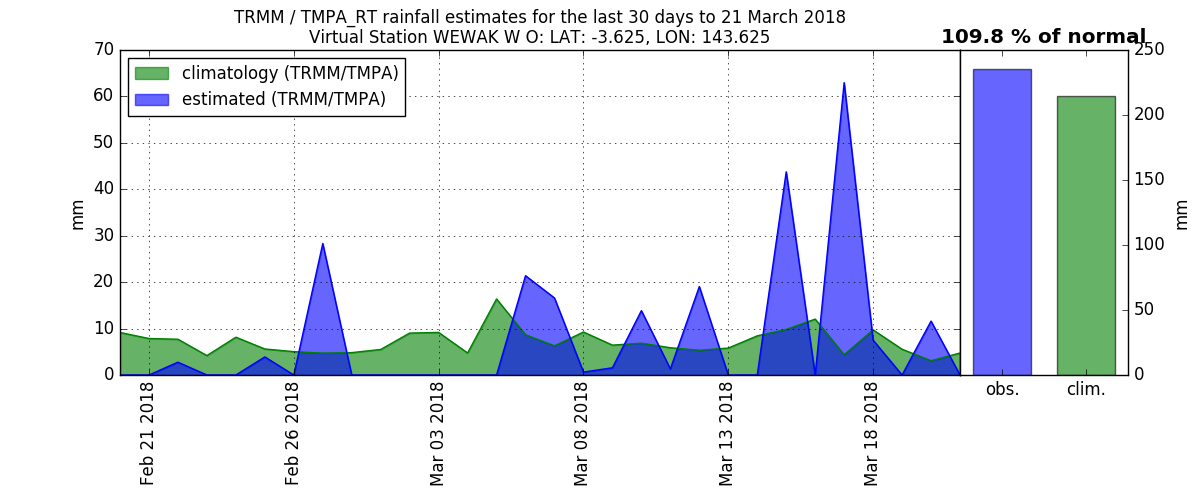 TRMM / TMPA_RT rainfall estimates for the last 30 days to 21 March 2018
Virtual Station WEWAK W O: LAT: -3.625, LON: 143.625
109.8 % of normal
climatology (TRMM/TMPA)
estimated (TRMM/TMPA)
70
60
50
40
30
20
10
0
mm
250
200
150
100
50
0
mm
Feb 21 2018
Feb 26 2018
Mar 03 2018
Mar 08 2018
Mar 13 2018
Mar 18 2018
obs.
clim.